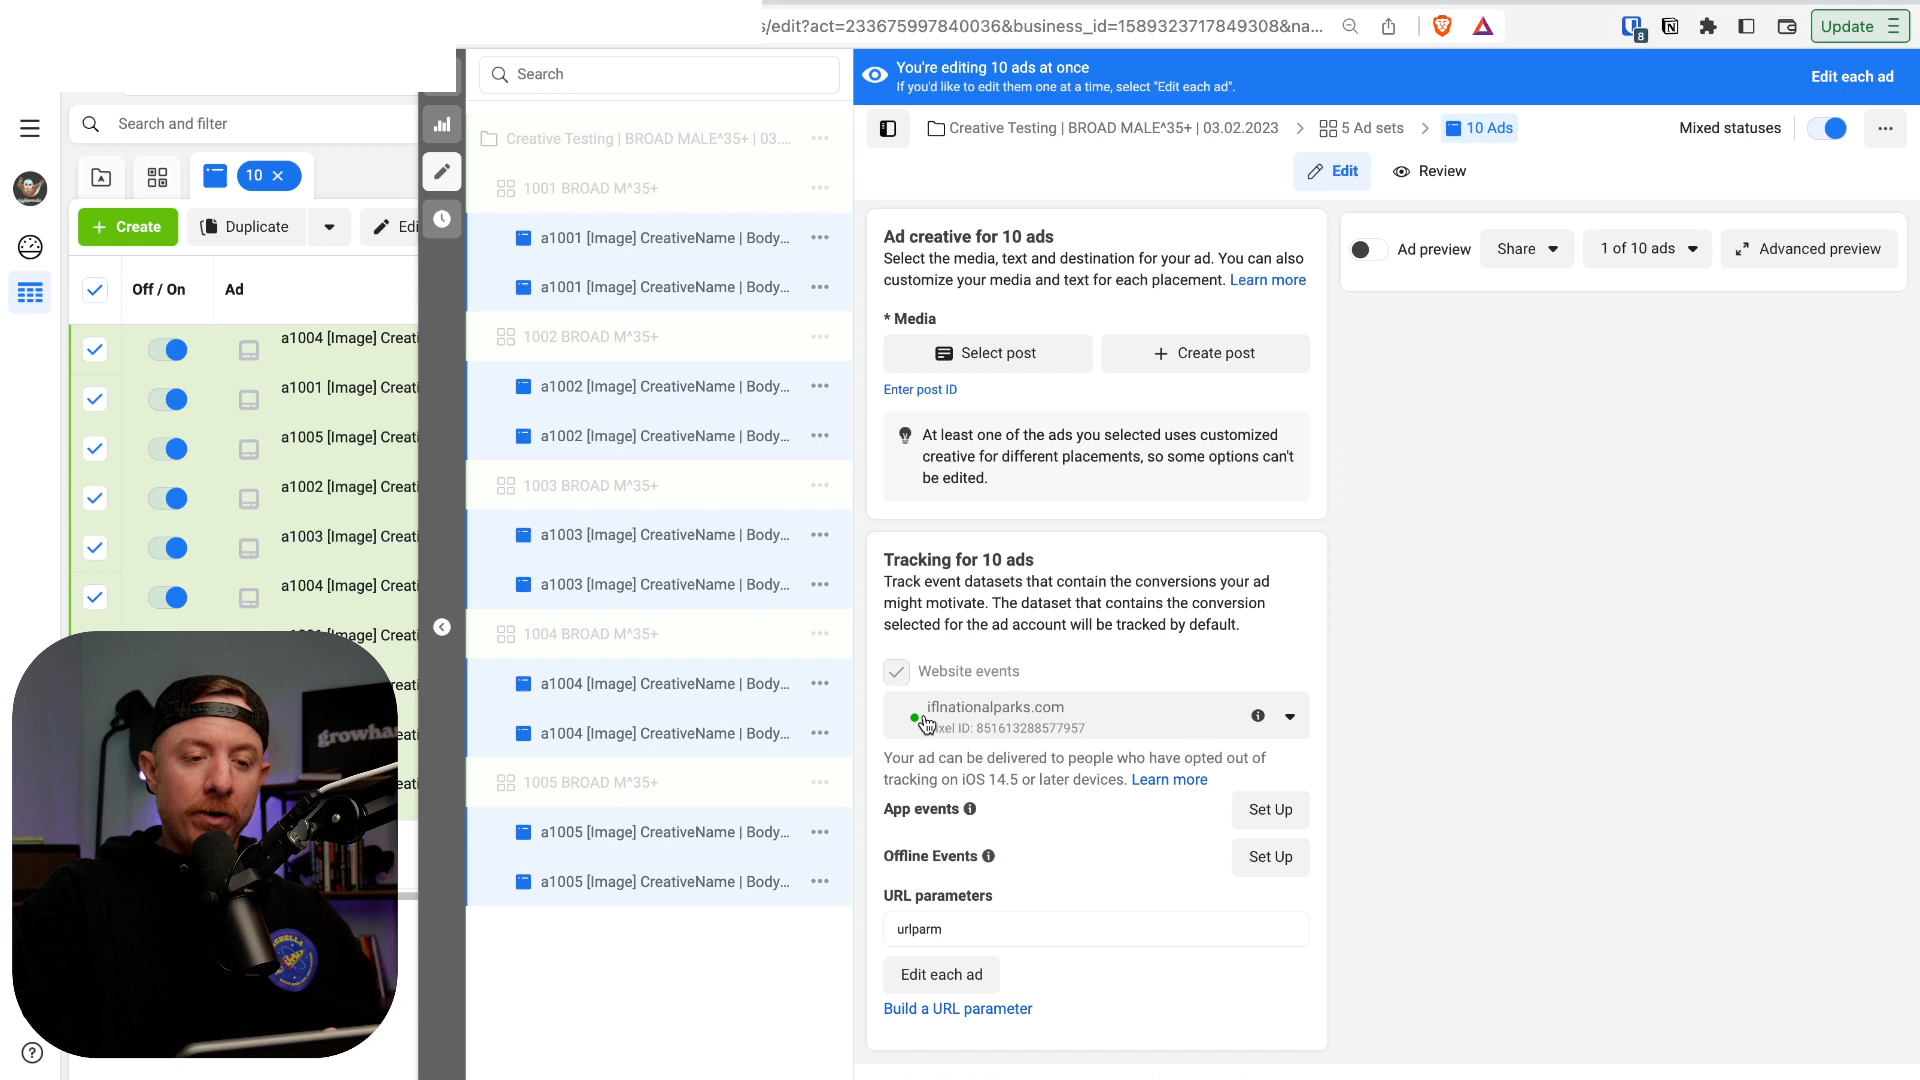 s/edit?act=233675997840036&business_id=1589323717849308&na...
8
Update
Search
You're editing 10 ads at once
If you'd like to edit them one at a time, select "Edit each ad".
Edit each ad
Search and filter
Creative Testing | BROAD MALE^35+ | 03....
Creative Testing | BROAD MALE^35+ | 03.02.2023
5 Ad sets
10 Ads
Mixed statuses
10
Edit
Review
1001 BROAD M^35+
Create
Duplicate
Edi
a1001 [Image] CreativeName | Body...
a1001 [Image] CreativeName | Body...
1002 BROAD M^35+
a1002 [Image] CreativeName | Body...
a1002 [Image] CreativeName | Body...
1003 BROAD M^35+
a1003 [Image] CreativeName | Body...
a1003 [Image] CreativeName | Body...
1004 BROAD M^35+
a1004 [Image] CreativeName | Body...
a1004 [Image] CreativeName | Body...
1005 BROAD M^35+
a1005 [Image] CreativeName | Body...
a1005 [Image] CreativeName | Body...
Off / On
Ad
a1004 [Image] Creati
a1001 [Image] Creati
a1005 [Image] Creati
a1002 [Image] Creati
a1003 [Image] Creati
a1004 [Image] Creati
Ad creative for 10 ads
Select the media, text and destination for your ad. You can also
customize your media and text for each placement. Learn more
* Media
Select post
Create post
Enter post ID
At least one of the ads you selected uses customized
creative for different placements, so some options can't
be edited.
Tracking for 10 ads
Track event datasets that contain the conversions your ad
might motivate. The dataset that contains the conversion
selected for the ad account will be tracked by default.
Website events
iflnationalparks.com
xel ID: 851613288577957
Your ad can be delivered to people who have opted out of
tracking on iOS 14.5 or later devices. Learn more
App events
Set Up
Offline Events
Set Up
URL parameters
urlparm
Edit each ad
Build a URL parameter
Ad preview
Share
1 of 10 ads
Advanced preview
growha